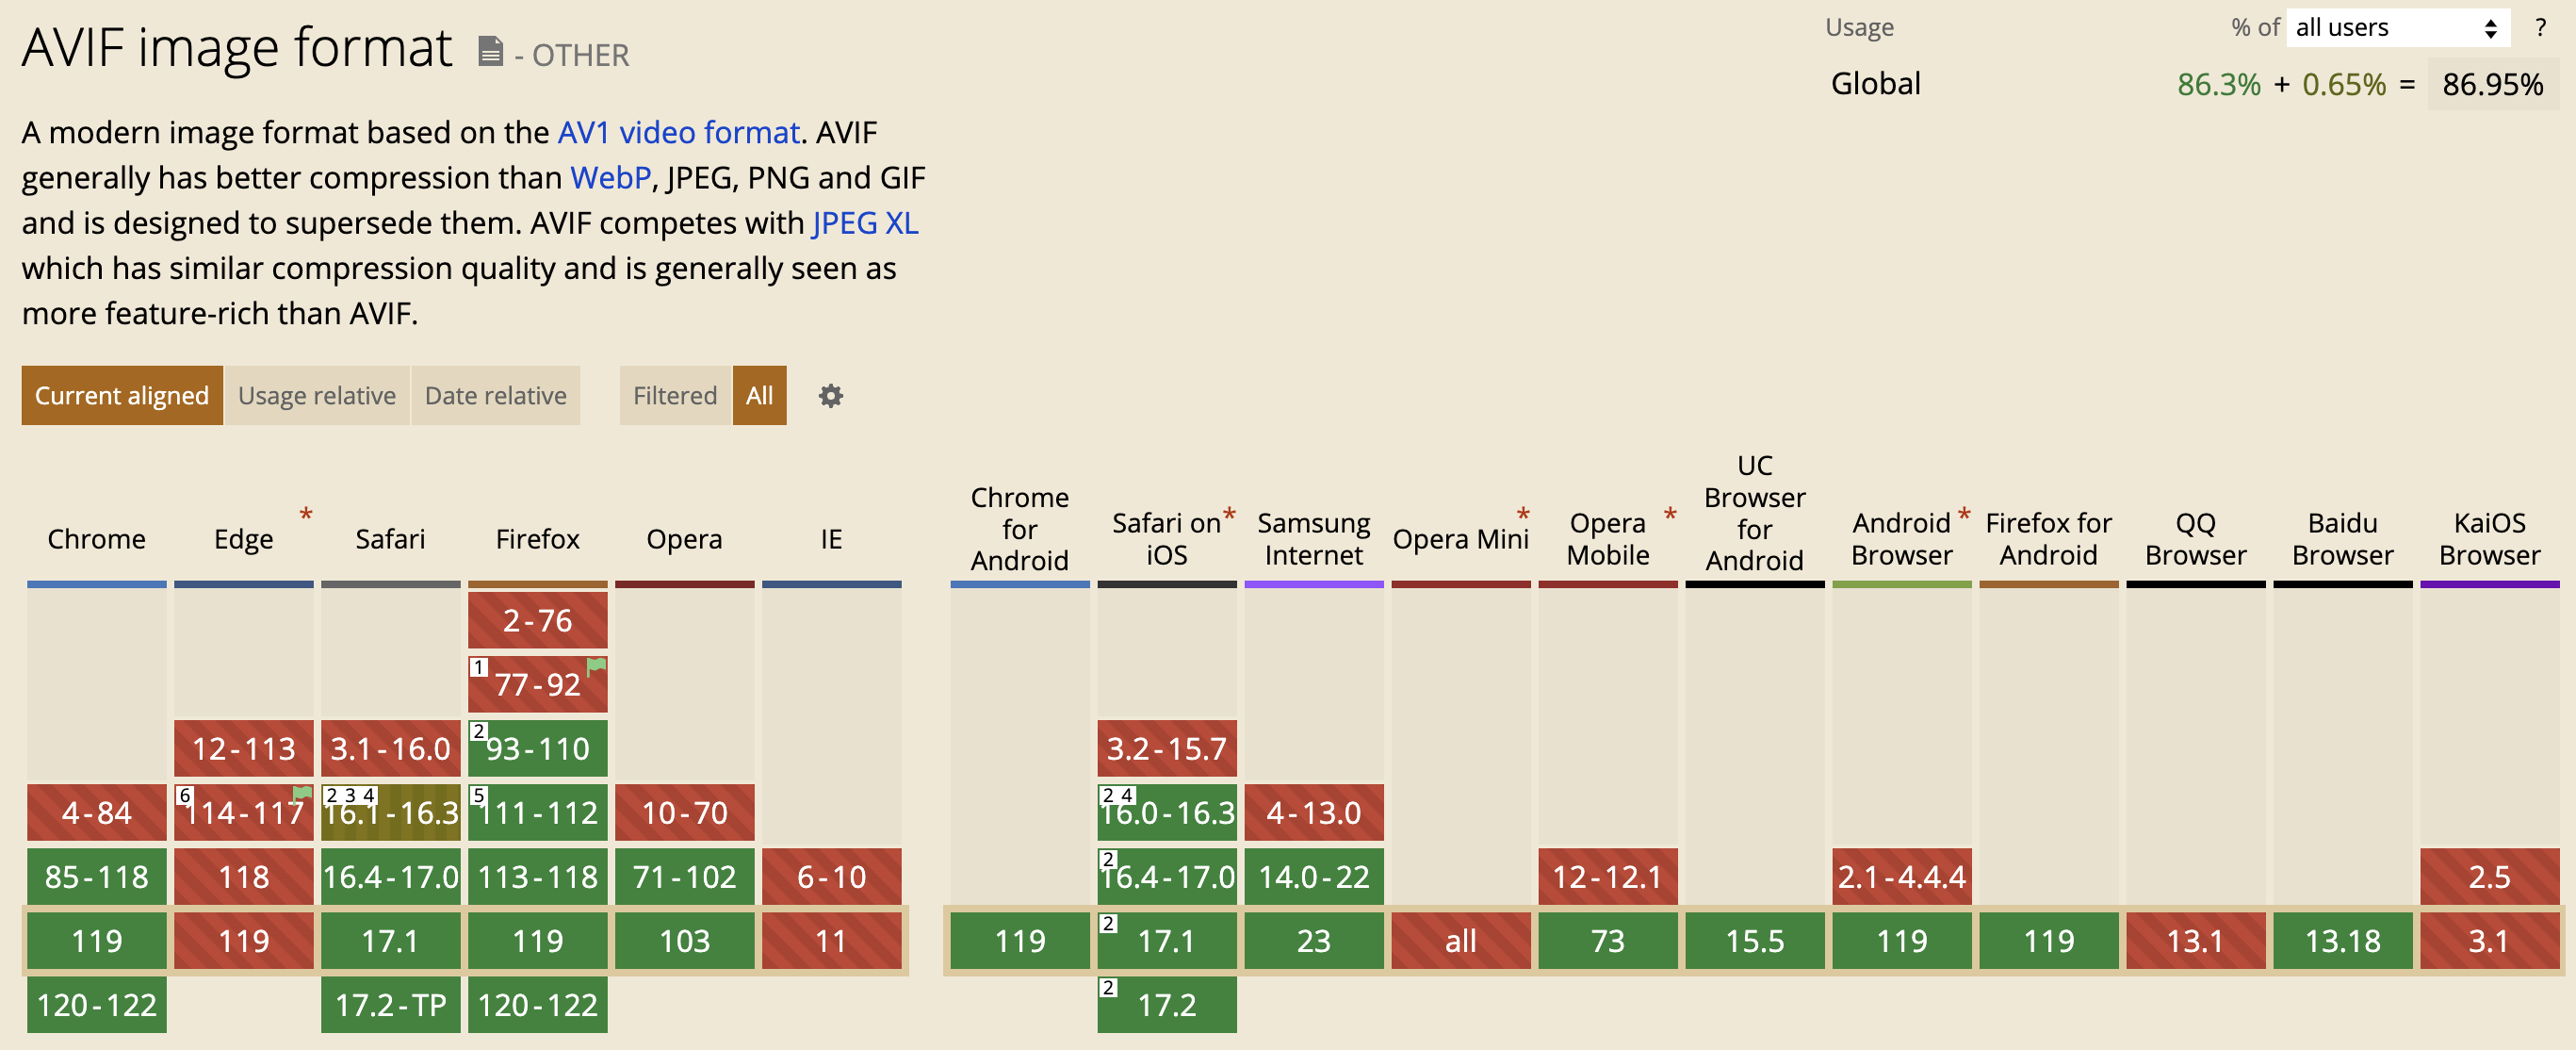 AVIF image format - OTHER
Usage % of all users ?
Global 86.3% + 0.65% = 86.95%
A modern image format based on the AV1 video format. AVIF
generally has better compression than WebP, JPEG, PNG and GIF
and is designed to supersede them. AVIF competes with JPEG XL
which has similar compression quality and is generally seen as
more feature-rich than AVIF.
Current aligned Usage relative Date relative Filtered All
Chrome
Edge *
Safari
Firefox
Opera
IE
Chrome
for
Android
Safari on *
iOS
Samsung
Internet
Opera Mini *
Opera *
Mobile
UC
Browser
for
Android
Android *
Browser
Firefox for
Android
QQ
Browser
Baidu
Browser
KaiOS
Browser
2-76
1 77-92
12-113 3.1-16.0 2 93-110 3.2-15.7
4-84 6 114-117 2 3 4 16.1-16.3 5 111-112 10-70 2 4 16.0-16.3 4-13.0
85-118 118 16.4-17.0 113-118 71-102 6-10 2 16.4-17.0 14.0-22 12-12.1 2.1-4.4.4 2.5
119 119 17.1 119 103 11 119 2 17.1 23 all 73 15.5 119 119 13.1 13.18 3.1
120-122 17.2-TP 120-122 2 17.2